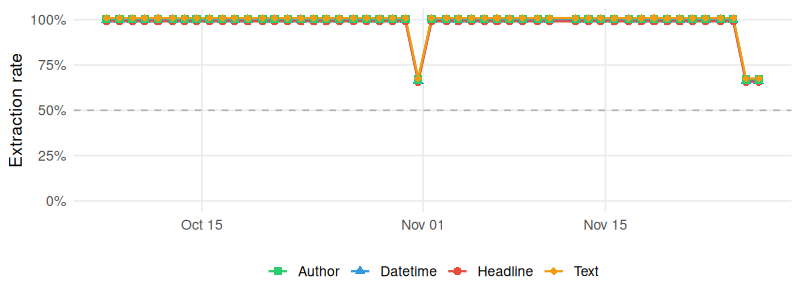 100%
75%
50%
25%
0%
Extraction rate
Oct 15
Nov 01
Nov 15
Author
Datetime
Headline
Text